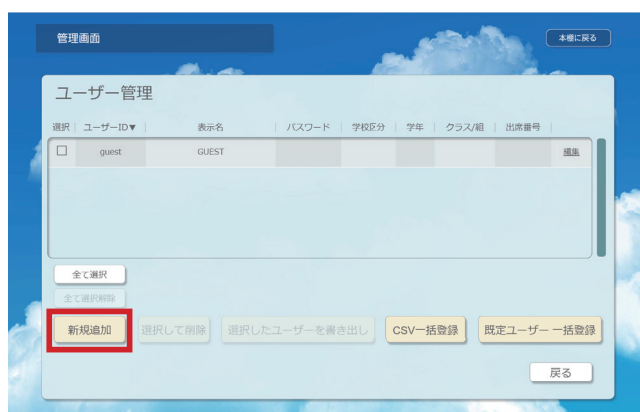 管理画面
本棚に戻る
ユーザー管理
選択 ユーザーID▼ 表示名 パスワード 学校区分 学年 クラス/組 出席番号
guest GUEST 編集
全て選択
全て選択解除
新規追加 選択して削除 選択したユーザーを書き出し CSV一括登録 既定ユーザー 一括登録
戻る